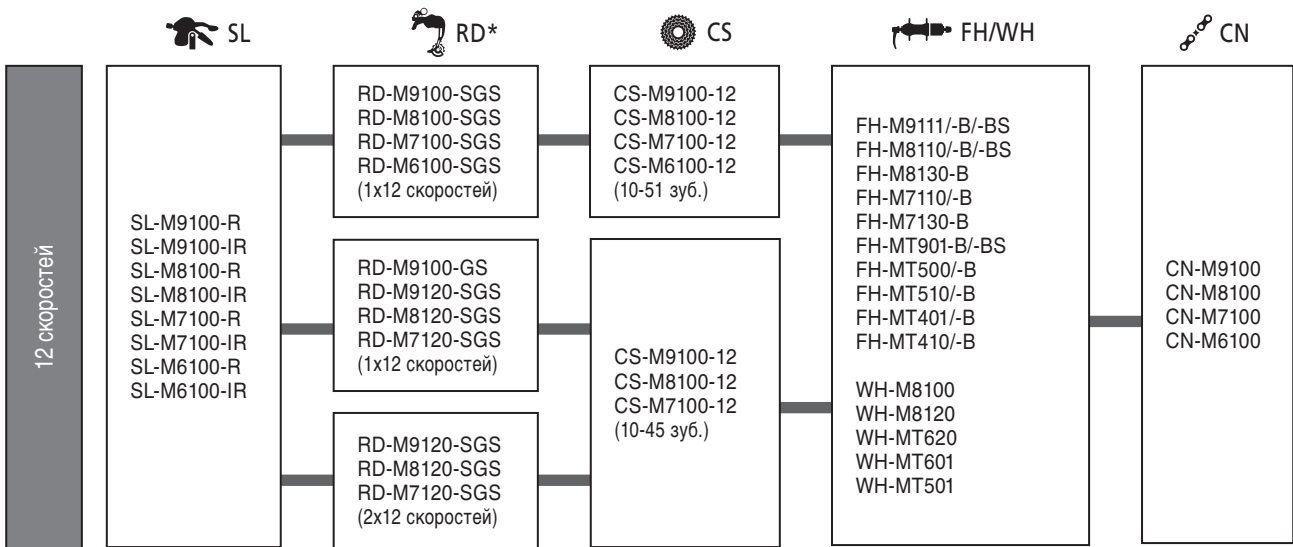 SL
RD*
CS
FH/WH
CN
12 скоростей
SL-M9100-R
SL-M9100-IR
SL-M8100-R
SL-M8100-IR
SL-M7100-R
SL-M7100-IR
SL-M6100-R
SL-M6100-IR
RD-M9100-SGS
RD-M8100-SGS
RD-M7100-SGS
RD-M6100-SGS
(1x12 скоростей)
RD-M9100-GS
RD-M9120-SGS
RD-M8120-SGS
RD-M7120-SGS
(1x12 скоростей)
RD-M9120-SGS
RD-M8120-SGS
RD-M7120-SGS
(2x12 скоростей)
CS-M9100-12
CS-M8100-12
CS-M7100-12
CS-M6100-12
(10-51 зуб.)
CS-M9100-12
CS-M8100-12
CS-M7100-12
(10-45 зуб.)
FH-M9111/-B/-BS
FH-M8110/-B/-BS
FH-M8130-B
FH-M7110/-B
FH-M7130-B
FH-MT901-B/-BS
FH-MT500/-B
FH-MT510/-B
FH-MT401/-B
FH-MT410/-B
WH-M8100
WH-M8120
WH-MT620
WH-MT601
WH-MT501
CN-M9100
CN-M8100
CN-M7100
CN-M6100